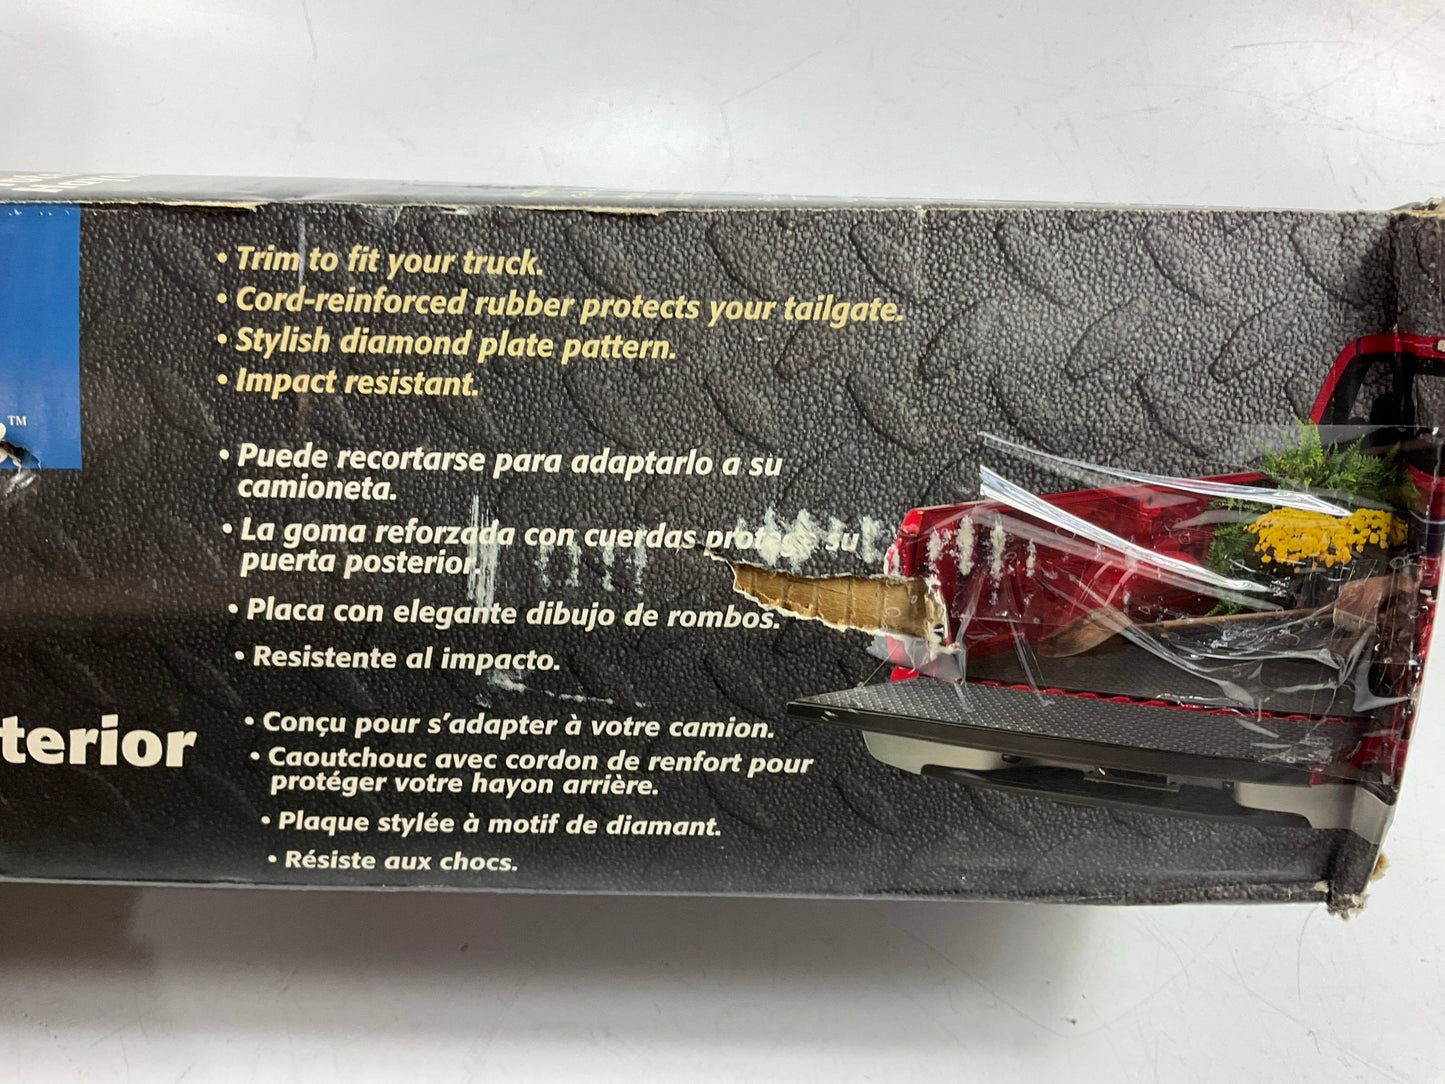 ™
• Trim to fit your truck.
• Cord-reinforced rubber protects your tailgate.
• Stylish diamond plate pattern.
• Impact resistant.
• Puede recortarse para adaptarlo a su
camioneta.
• La goma reforzada con cuerdas protege su
puerta posterior.
• Placa con elegante dibujo de rombos.
• Resistente al impacto.
terior
• Conçu pour s'adapter à votre camion.
• Caoutchouc avec cordon de renfort pour
protéger votre hayon arrière.
• Plaque stylée à motif de diamant.
• Résiste aux chocs.